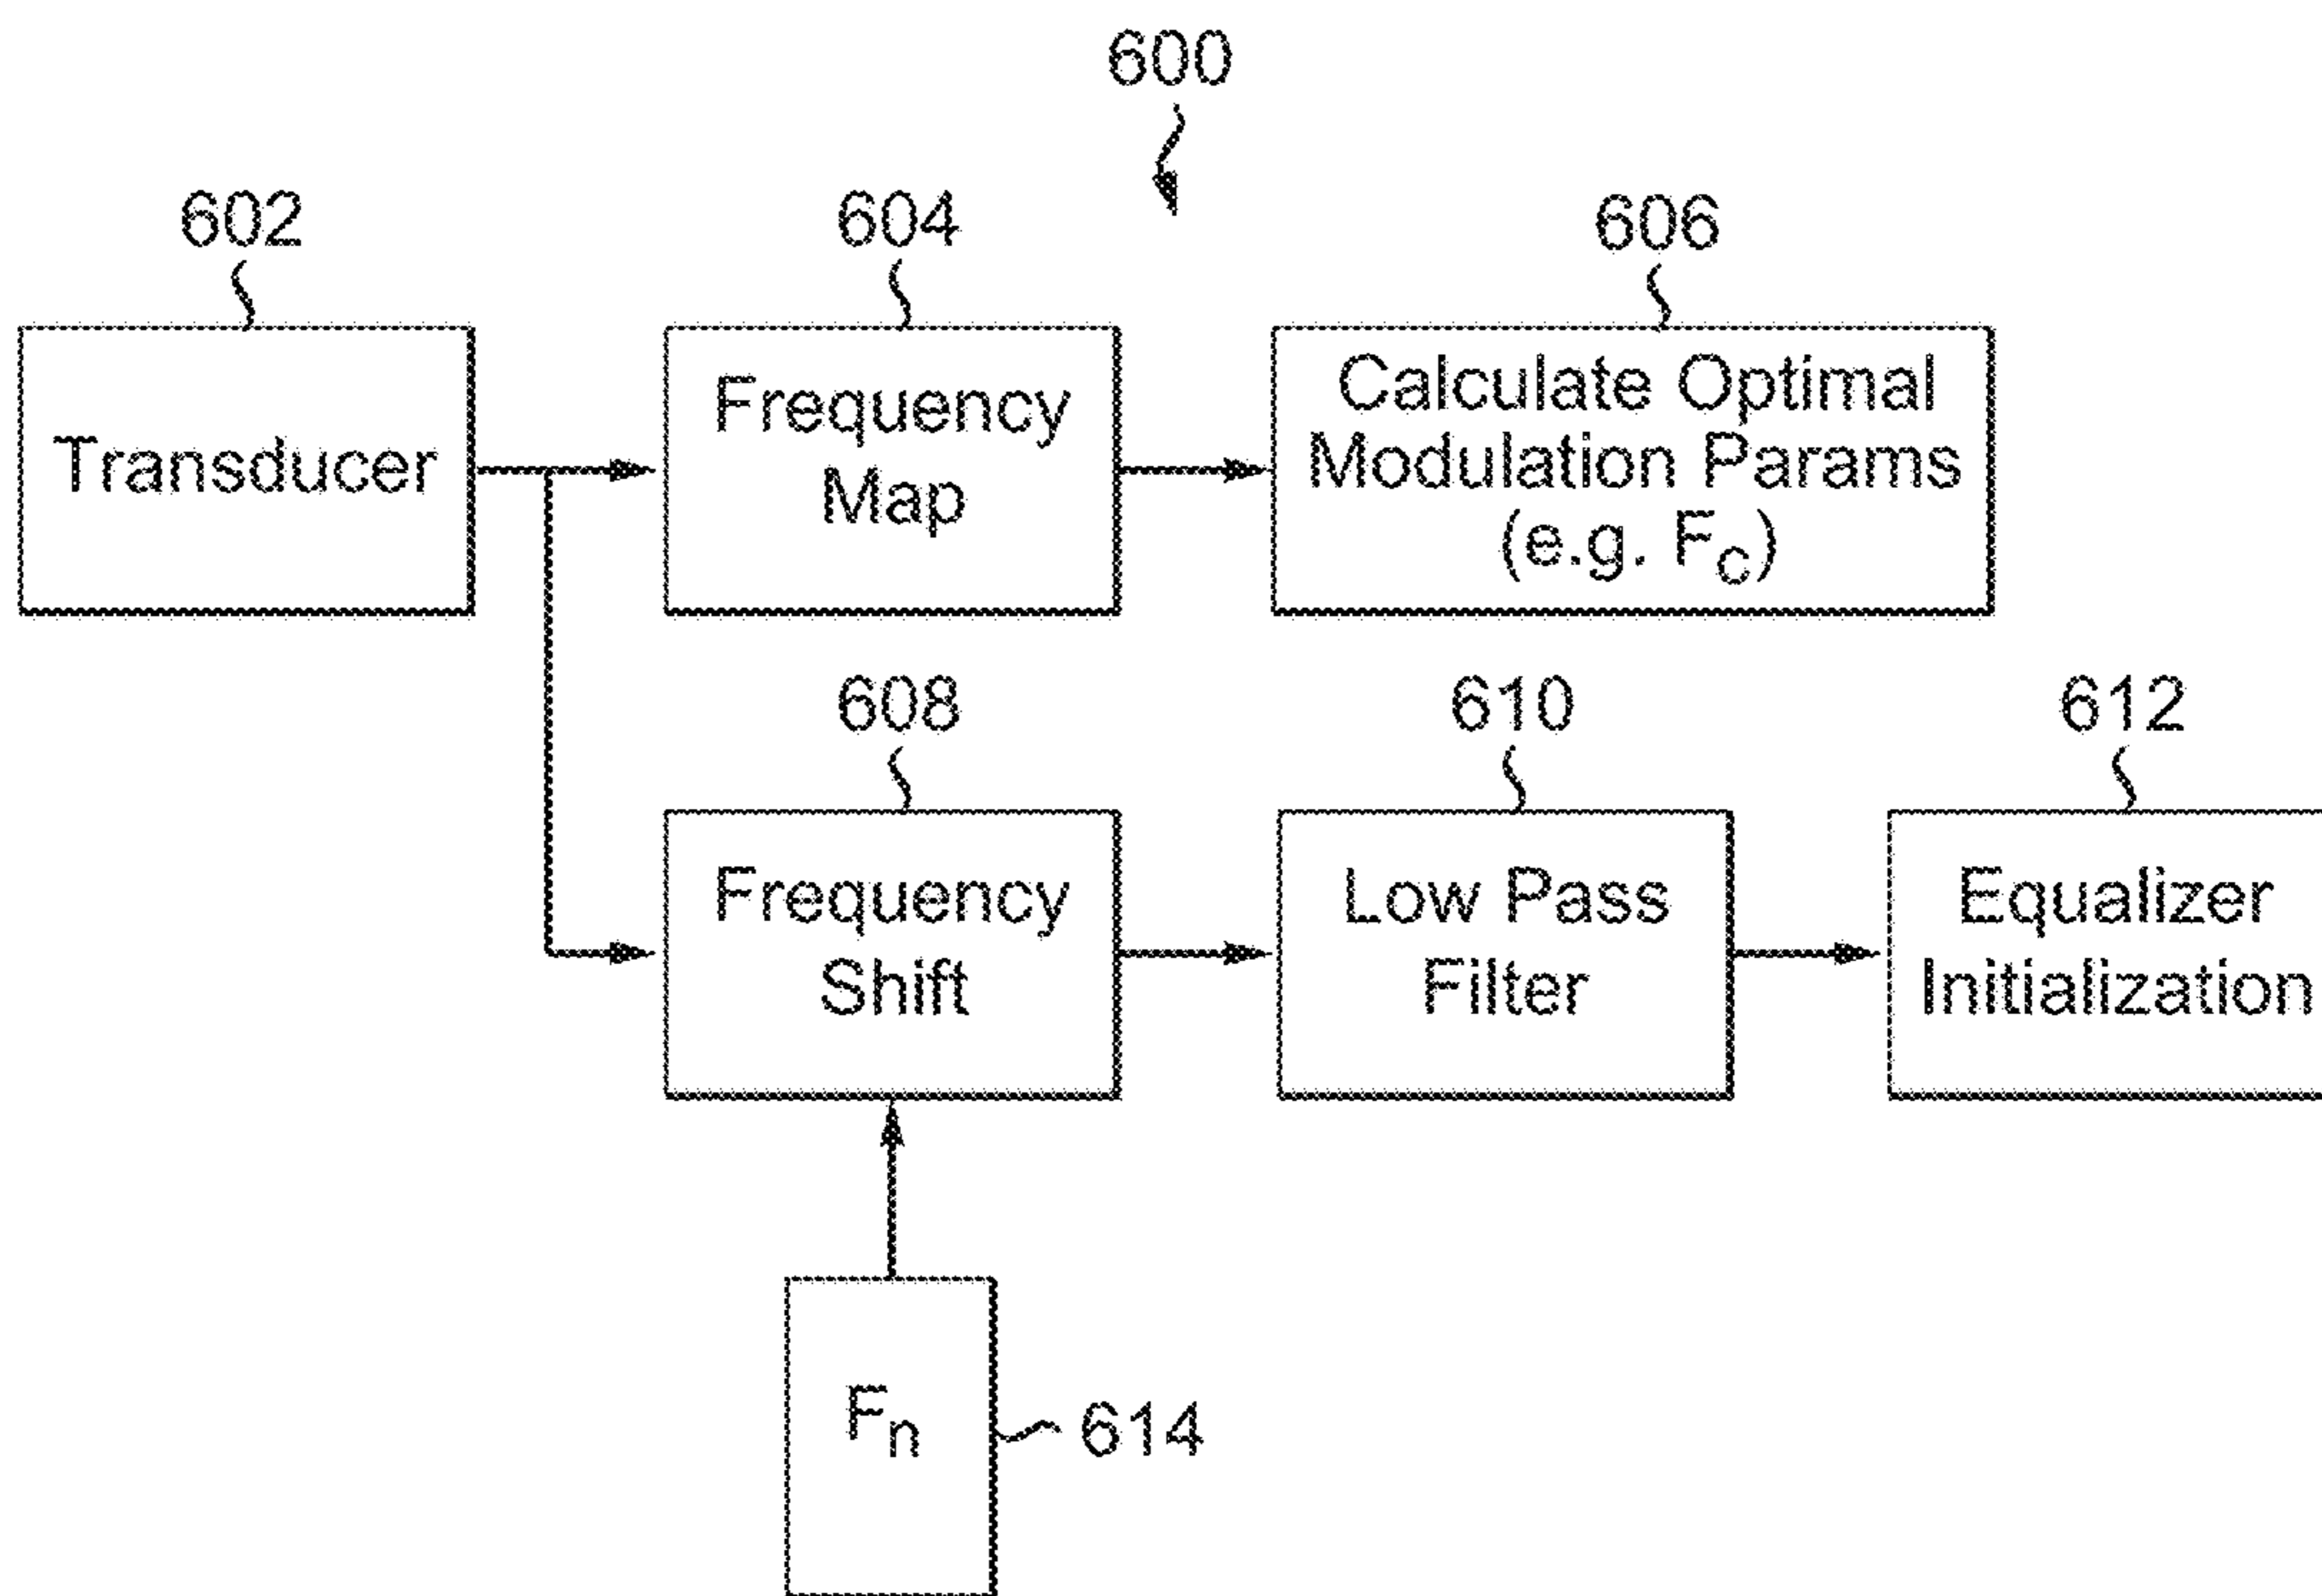 600
602
604
606
Transducer
Frequency
Map
Calculate Optimal
Modulation Params
(e.g. Fc)
608
610
612
Frequency
Shift
Low Pass
Filter
Equalizer
Initialization
Fn
614